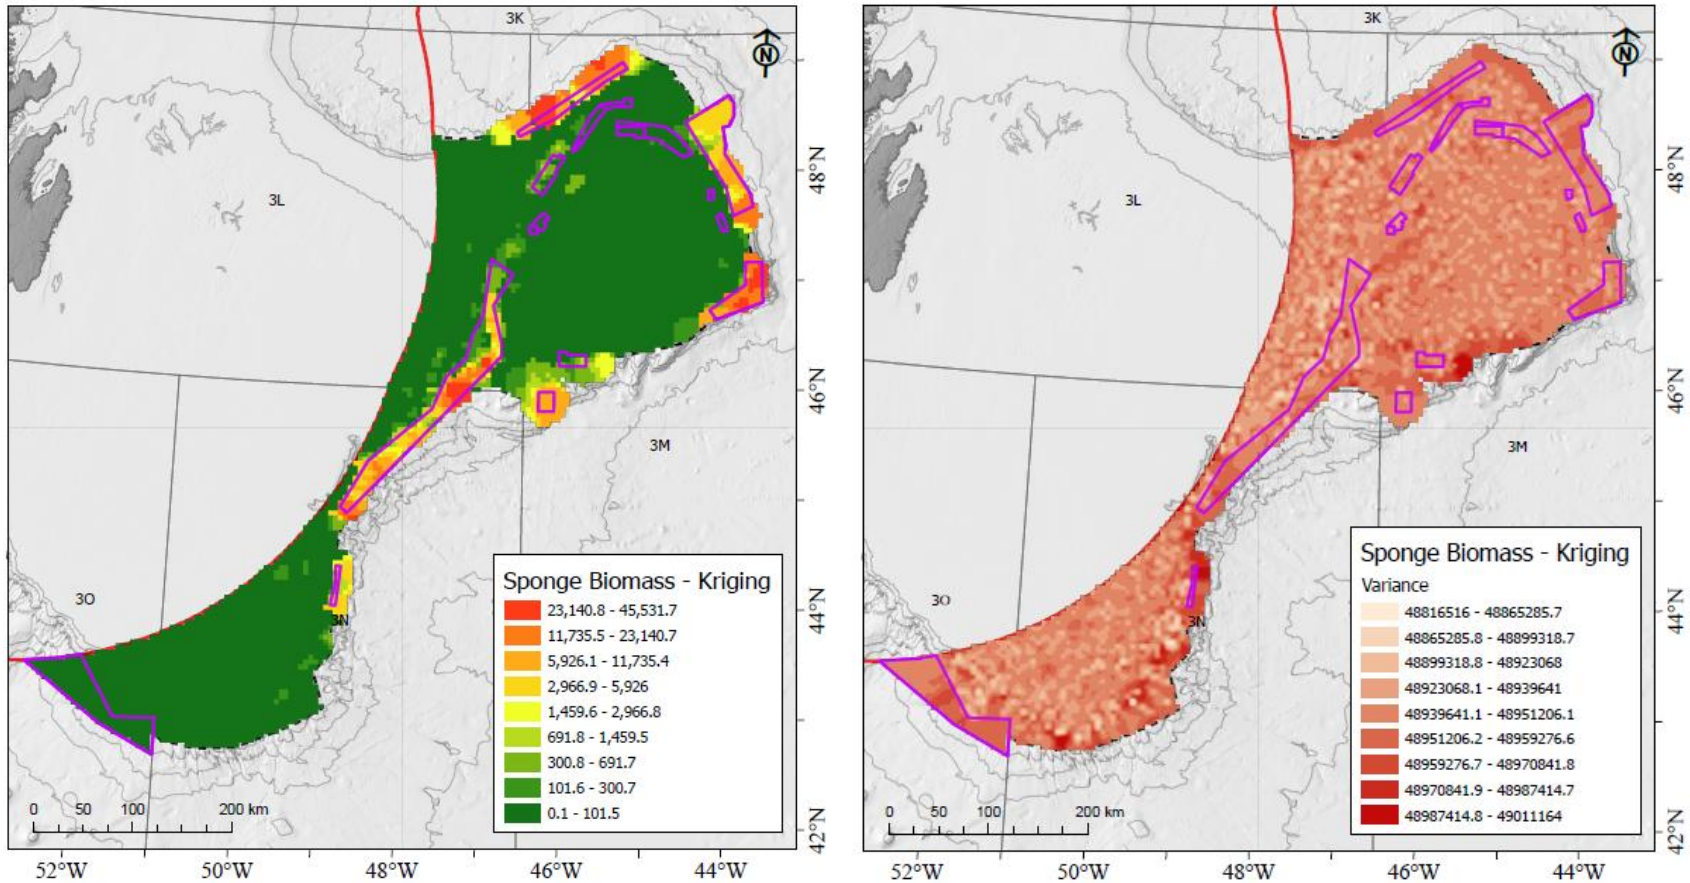 3K
N
3L
48°N
46°N
3M
3O
3N
44°N
Sponge Biomass - Kriging
23,140.8 - 45,531.7
11,735.5 - 23,140.7
5,926.1 - 11,735.4
2,966.9 - 5,926
1,459.6 - 2,966.8
691.8 - 1,459.5
300.8 - 691.7
101.6 - 300.7
0.1 - 101.5
0 50 100 200 km
42°N
52°W 50°W 48°W 46°W 44°W
3K
N
3L
48°N
46°N
3M
3O
3N
44°N
Sponge Biomass - Kriging
Variance
48816516 - 48865285.7
48865285.8 - 48899318.7
48899318.8 - 48923068
48923068.1 - 48939641
48939641.1 - 48951206.1
48951206.2 - 48959276.6
48959276.7 - 48970841.8
48970841.9 - 48987414.7
48987414.8 - 49011164
0 50 100 200 km
42°N
52°W 50°W 48°W 46°W 44°W